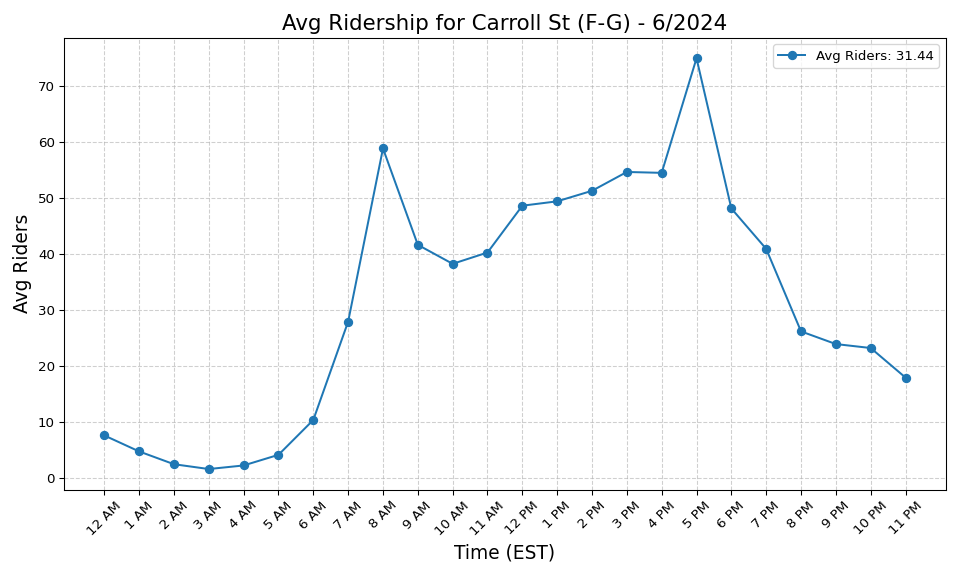 Avg Ridership for Carroll St (F-G) - 6/2024
Avg Riders: 31.44
Avg Riders
70
60
50
40
30
20
10
0
12 AM 1 AM 2 AM 3 AM 4 AM 5 AM 6 AM 7 AM 8 AM 9 AM 10 AM 11 AM 12 PM 1 PM 2 PM 3 PM 4 PM 5 PM 6 PM 7 PM 8 PM 9 PM 10 PM 11 PM
Time (EST)